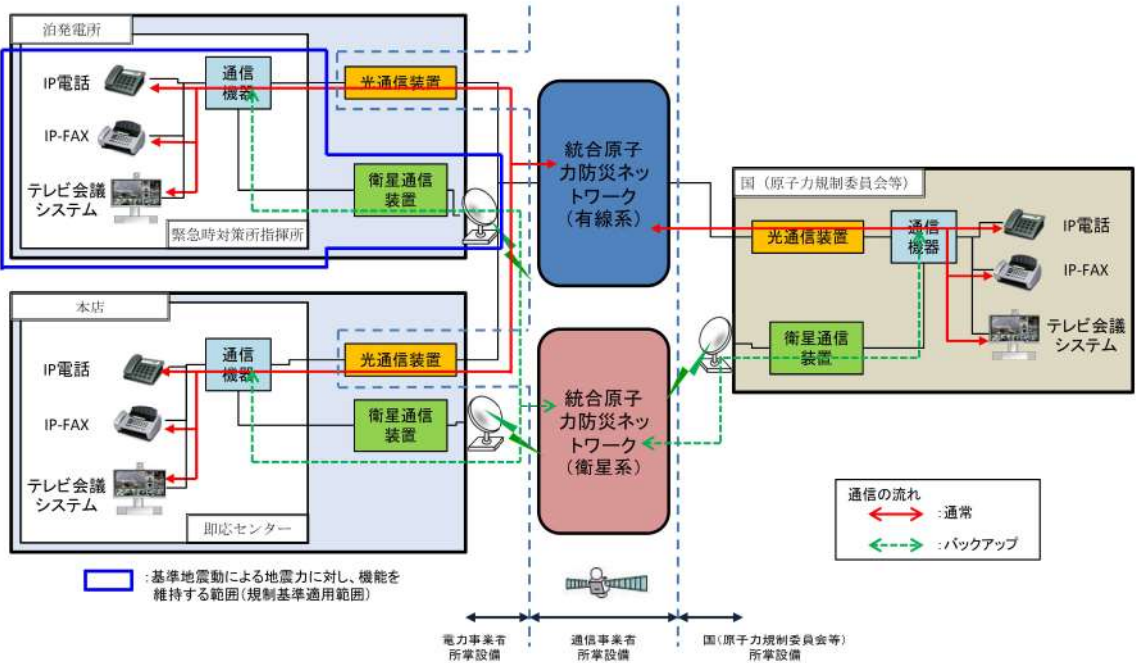 泊発電所
IP電話
IP-FAX
テレビ会議
システム
通信
機器
光通信装置
衛星通信
装置
緊急時対策所指揮所
本店
IP電話
IP-FAX
テレビ会議
システム
通信
機器
光通信装置
衛星通信
装置
即応センター
統合原子
力防災ネッ
トワーク
(有線系)
統合原子
力防災ネッ
トワーク
(衛星系)
国(原子力規制委員会等)
光通信装置
通信
機器
衛星通信
装置
IP電話
IP-FAX
テレビ会議
システム
通信の流れ
:通常
:バックアップ
:基準地震動による地震力に対し、機能を
維持する範囲(規制基準適用範囲)
電力事業者
所掌設備
通信事業者
所掌設備
国(原子力規制委員会等)
所掌設備